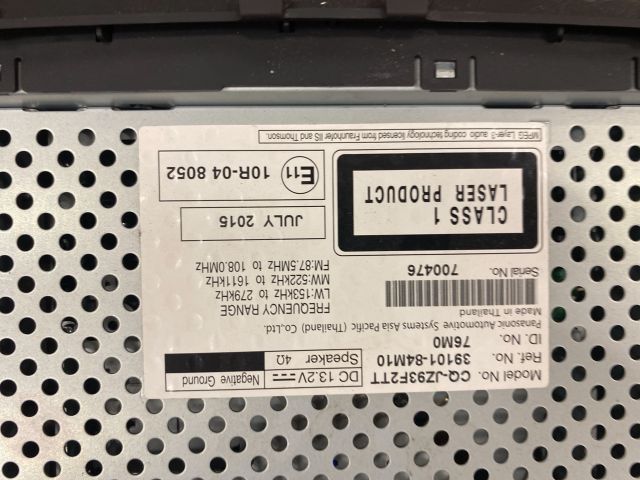 Model No. CQ-JZ93F2TT
Ref. No. 39101-84M10
ID. No. 76M0
DC 13.2V Negative Ground
Speaker 4Ω
Panasonic Automotive Systems Asia Pacific (Thailand) Co.,Ltd.
Made in Thailand
Serial No. 700476
FREQUENCY RANGE
LW:153kHz to 279kHz
MW:522kHz to 1611kHz
FM:87.5MHz to 108.0MHz
CLASS 1
LASER PRODUCT
JULY 2015
E11 10R-04 8052
MPEG Layer-3 audio coding technology licensed from Fraunhofer IIS and Thomson.